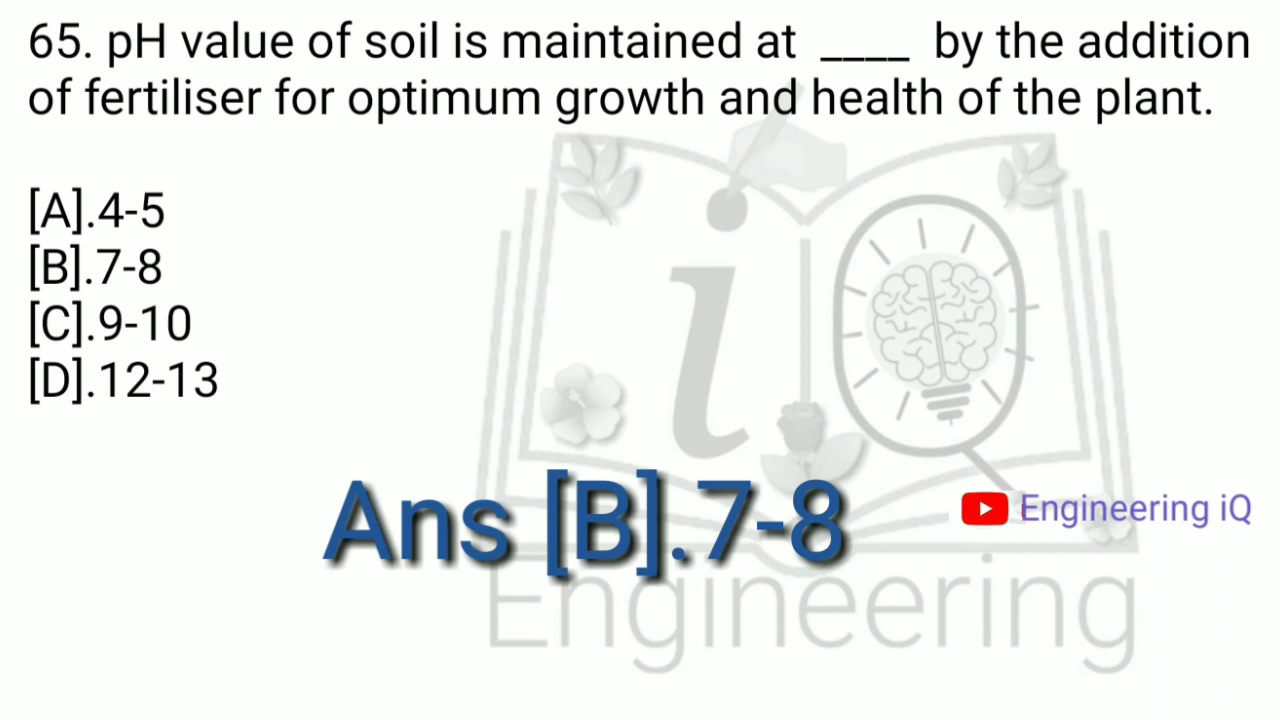 65. pH value of soil is maintained at ____ by the addition
of fertiliser for optimum growth and health of the plant.
[A].4-5
[B].7-8
[C].9-10
[D].12-13
i
Ans [B].7-8
Engineering iQ
Engineering